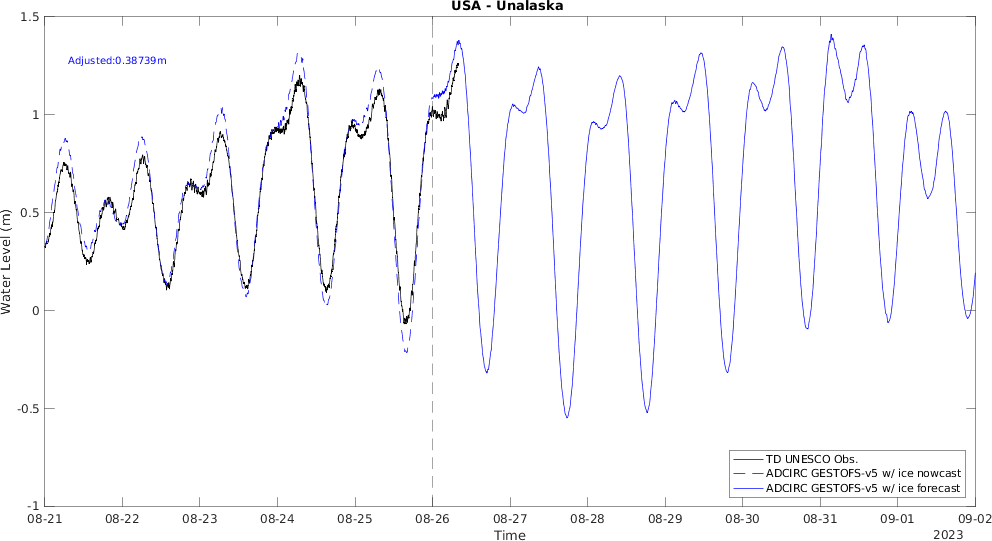 USA - Unalaska
Adjusted:0.38739m
Water Level (m)
1.5
1
0.5
0
-0.5
-1
TD UNESCO Obs.
ADCIRC GESTOFS-v5 w/ ice nowcast
ADCIRC GESTOFS-v5 w/ ice forecast
08-21 08-22 08-23 08-24 08-25 08-26 08-27 08-28 08-29 08-30 08-31 09-01 09-02
Time
2023